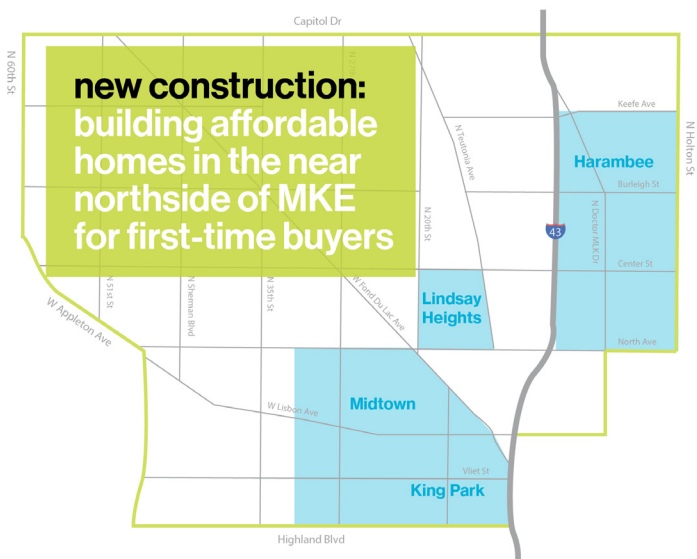 Capitol Dr
N 60th St
new construction:
building affordable
homes in the near
northside of MKE
for first-time buyers
N 27th St
N Teutonia Ave
Keefe Ave
N Holton St
Harambee
Burleigh St
N 20th St
N Doctor MLK Dr
43
Center St
N 51st St
N Sherman Blvd
N 35th St
W Fond Du Lac Ave
Lindsay
Heights
W Appleton Ave
North Ave
Midtown
W Lisbon Ave
Vliet St
King Park
Highland Blvd